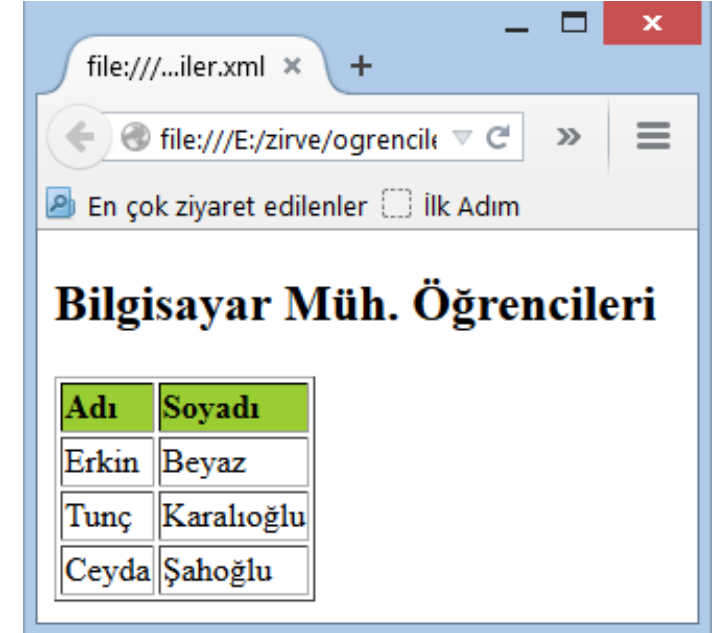 file:///...iler.xml
file:///E:/zirve/ogrencile
En çok ziyaret edilenler İlk Adım
Bilgisayar Müh. Öğrencileri
Adı Soyadı
Erkin Beyaz
Tunç Karalıoğlu
Ceyda Şahoğlu